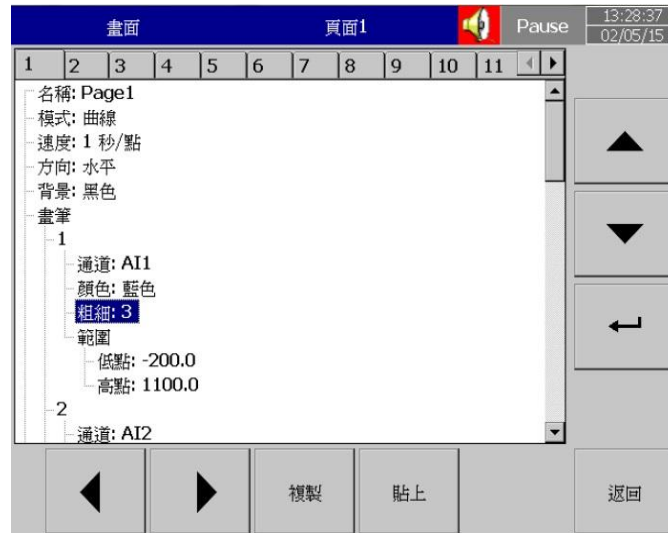 畫面 頁面1 Pause 13:28:37
02/05/15
1 2 3 4 5 6 7 8 9 10 11
名稱: Page1
模式: 曲線
速度: 1 秒/點
方向: 水平
背景: 黑色
畫筆
1
通道: AI1
顏色: 藍色
粗細: 3
範圍
低點: -200.0
高點: 1100.0
2
通道: AI2
複製 貼上 返回